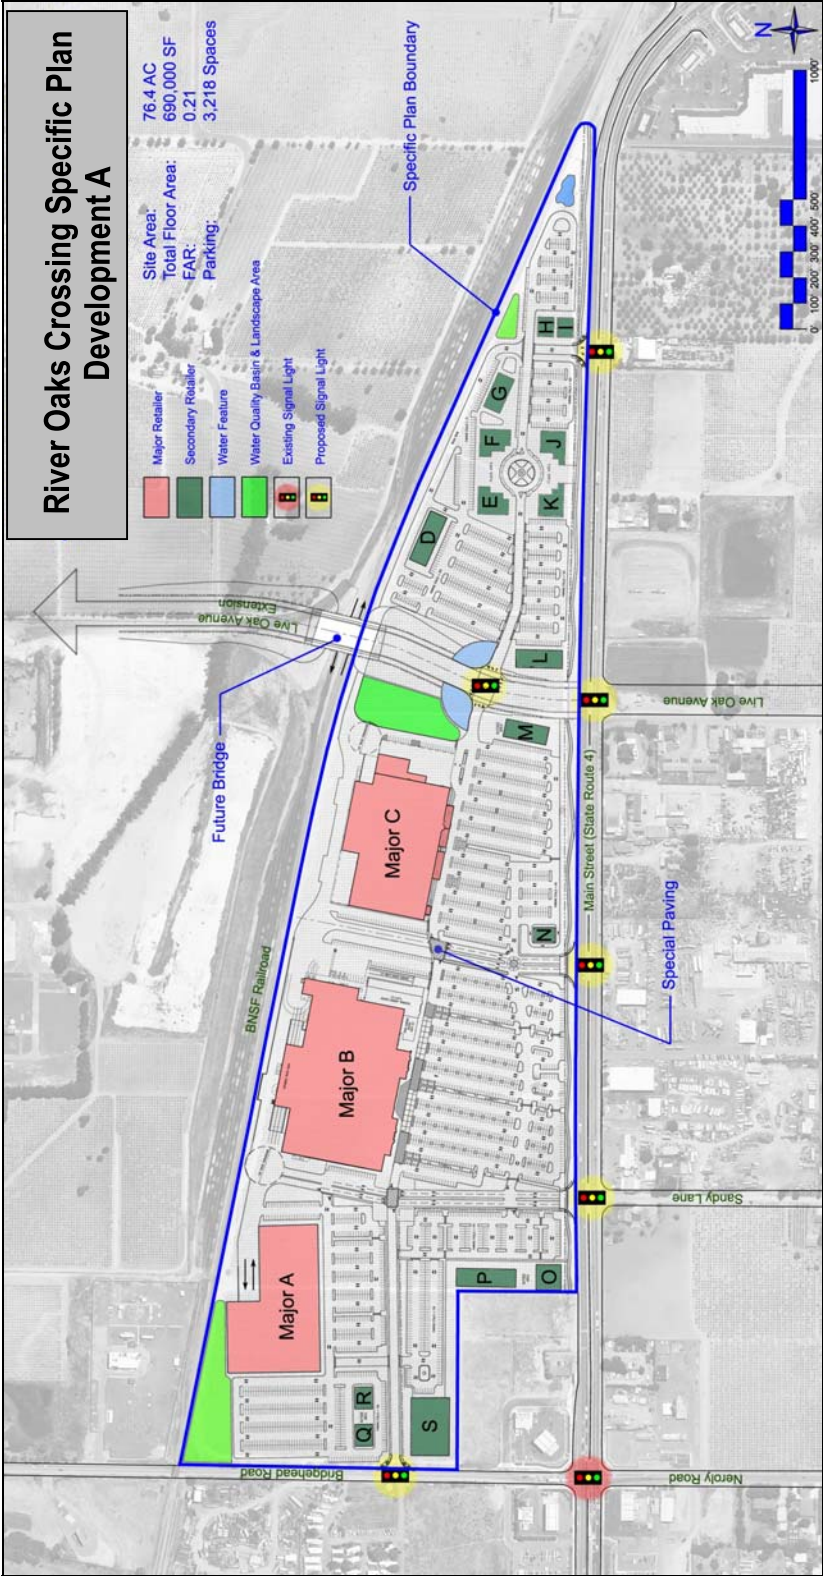 River Oaks Crossing Specific Plan
Development A
Site Area: 76.4 AC
Total Floor Area: 690,000 SF
FAR: 0.21
Parking: 3,218 Spaces
Major Retailer
Secondary Retailer
Water Feature
Water Quality Basin & Landscape Area
Existing Signal Light
Proposed Signal Light
N
0' 100' 200' 300' 400' 500' 1000'
Specific Plan Boundary
Future Bridge
Live Oak Avenue
Extension
BNSF Railroad
Major A
Major B
Major C
D
E
F
G
H
I
J
K
L
M
N
O
P
Q
R
S
Special Paving
Main Street (State Route 4)
Live Oak Avenue
Sandy Lane
Bridgehead Road
Neroly Road